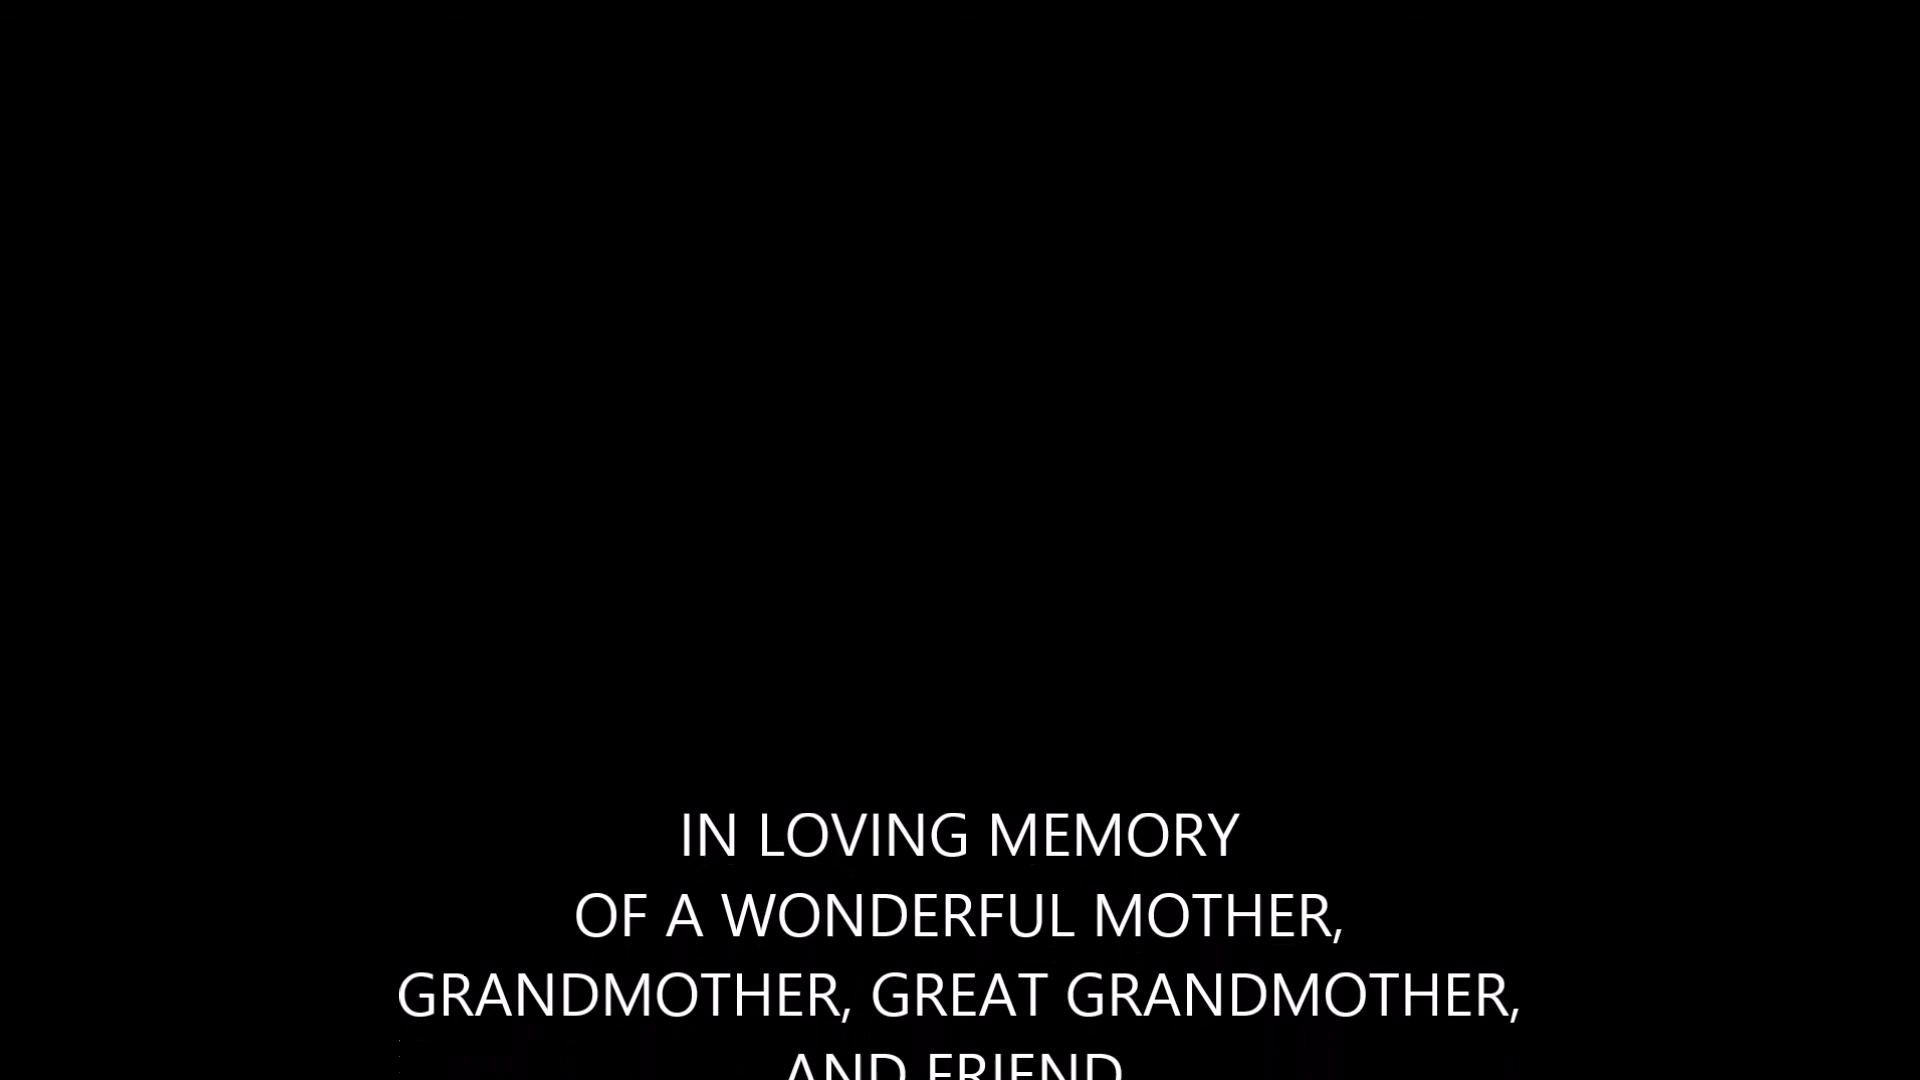 IN LOVING MEMORY
OF A WONDERFUL MOTHER,
GRANDMOTHER, GREAT GRANDMOTHER,
AND FRIEND